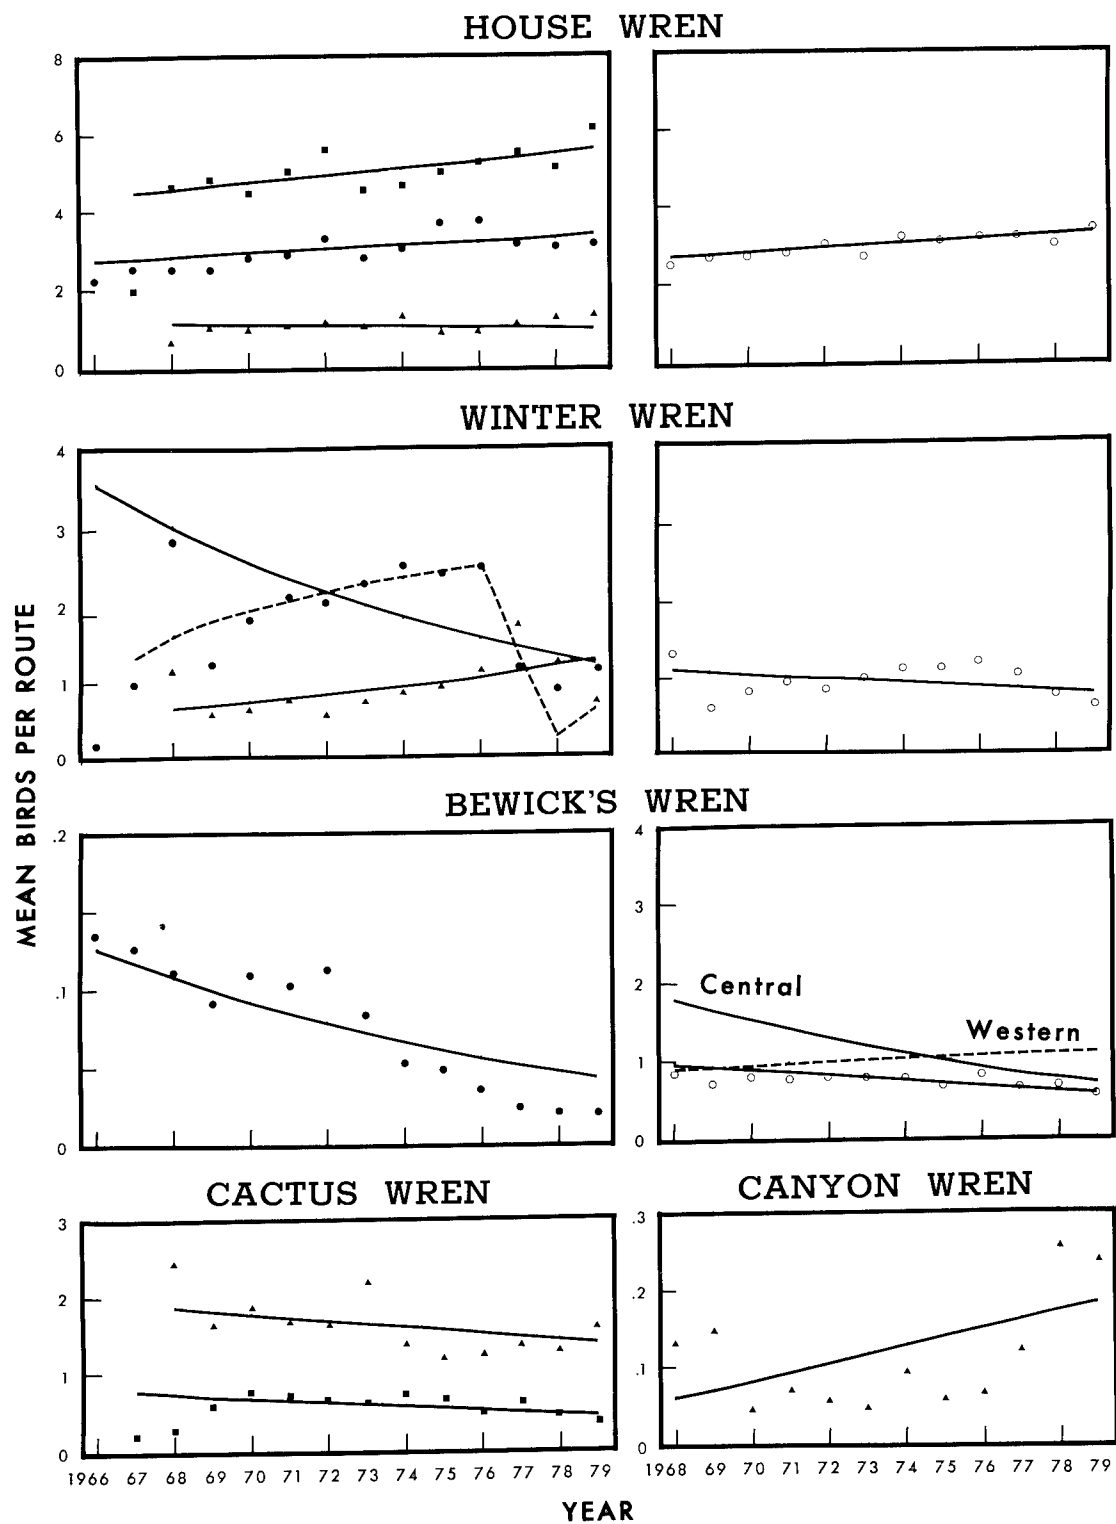 HOUSE WREN
8
6
4
2
0
WINTER WREN
4
3
2
1
0
MEAN BIRDS PER ROUTE
BEWICK'S WREN
.2
.1
0
4
3
2
1
0
Central
Western
CACTUS WREN
3
2
1
0
1966 67 68 69 70 71 72 73 74 75 76 77 78 79
CANYON WREN
.3
.2
.1
0
1968 69 70 71 72 73 74 75 76 77 78 79
YEAR